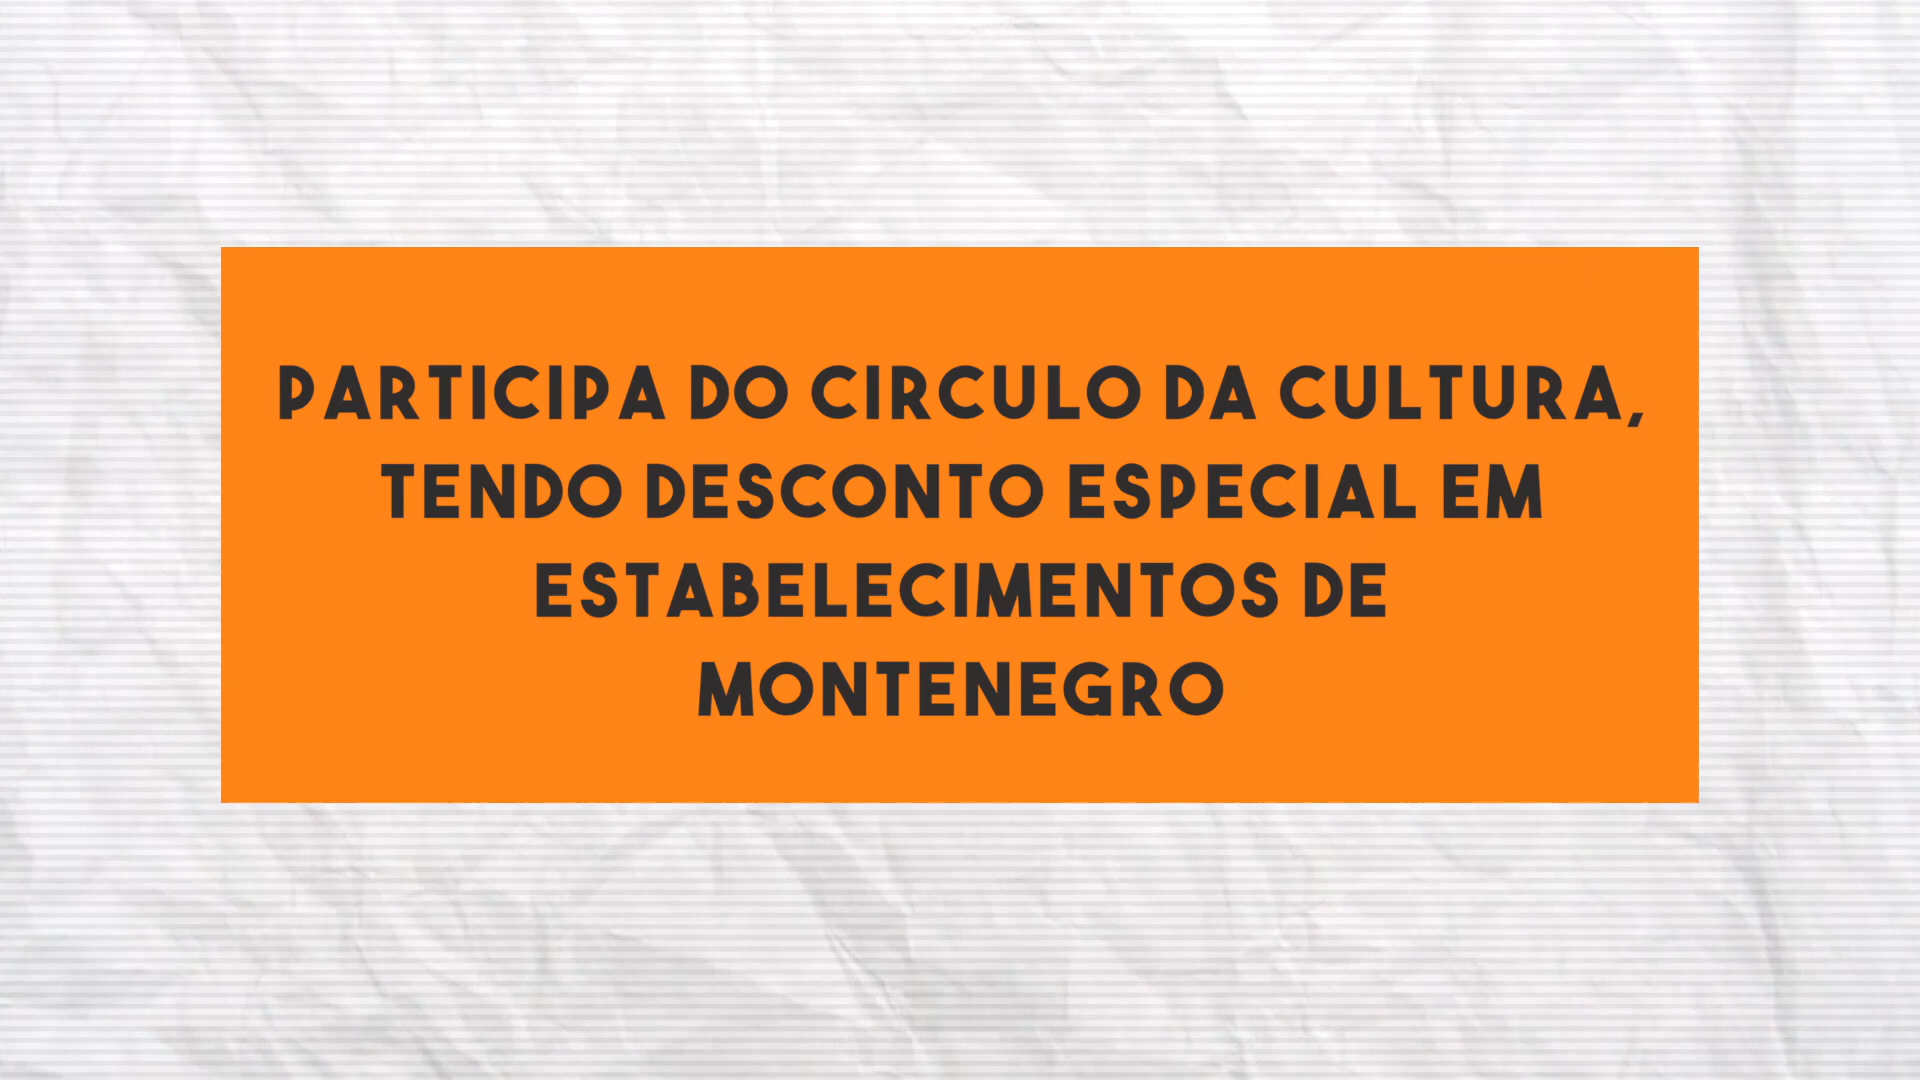 PARTICIPA DO CIRCULO DA CULTURA,
TENDO DESCONTO ESPECIAL EM
ESTABELECIMENTOS DE
MONTENEGRO